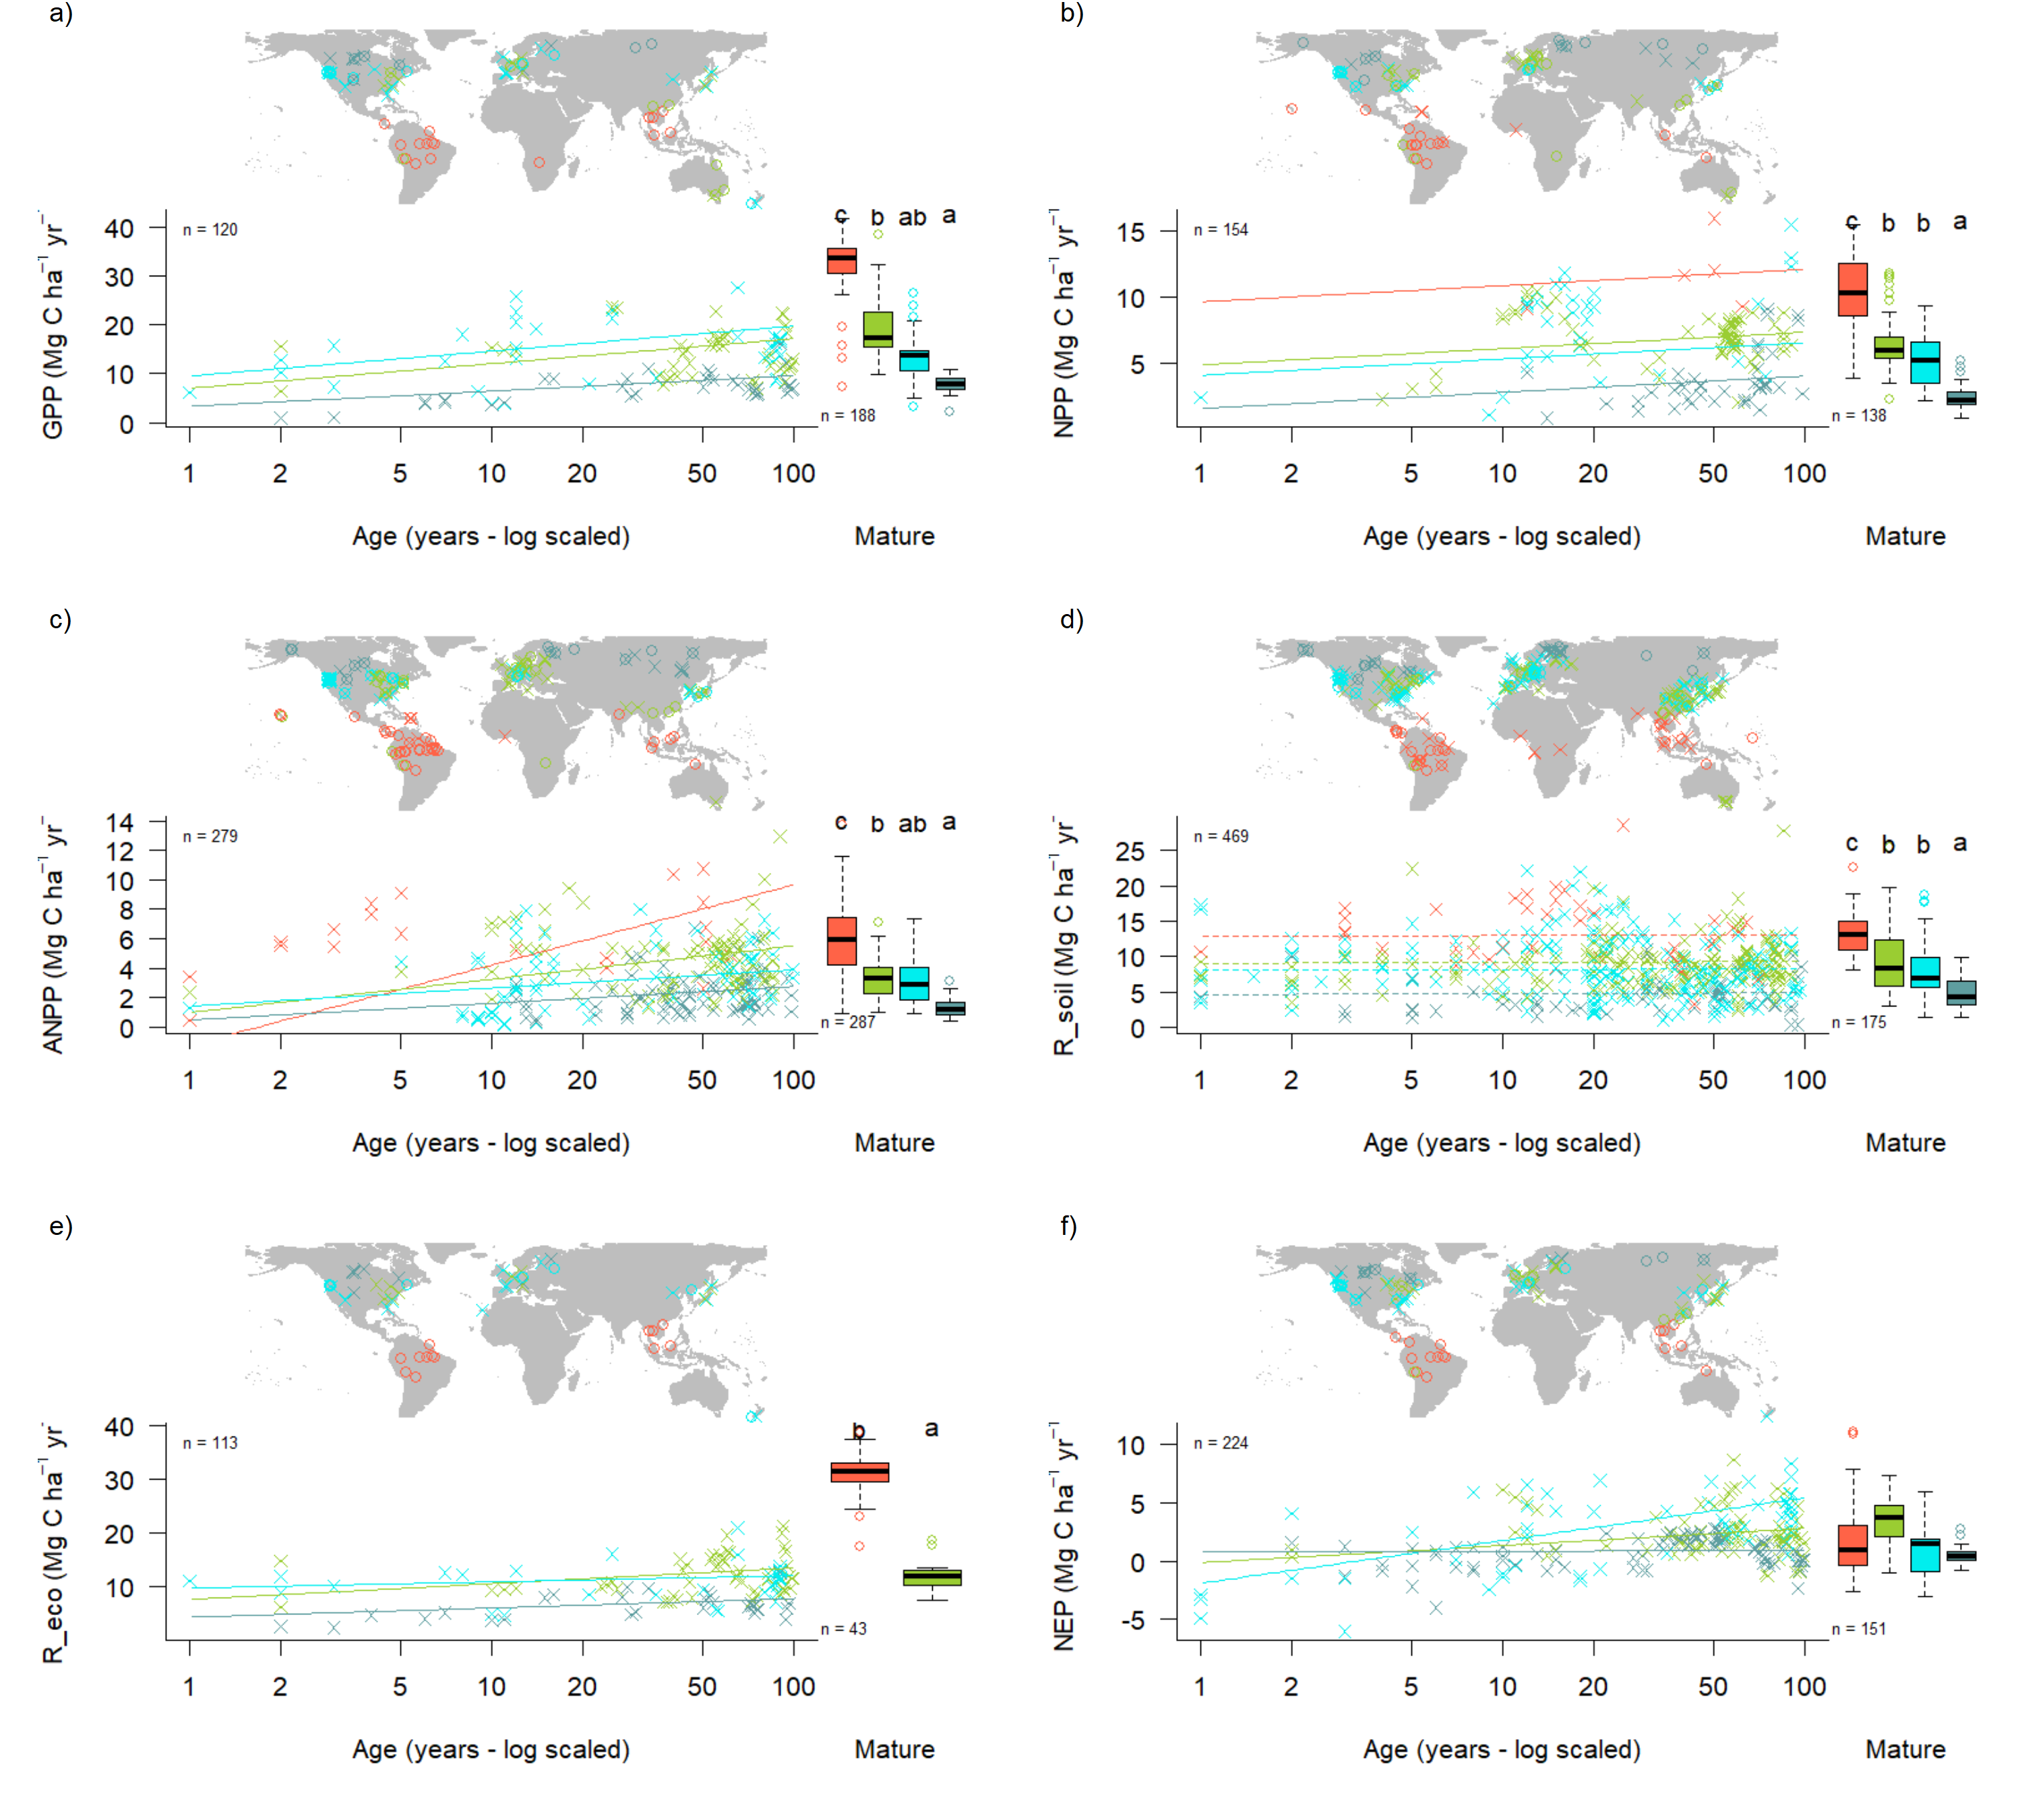 a)
GPP (Mg C ha⁻¹ yr⁻
40
30
20
10
0
n = 120
c b ab a
n = 188
1 2 5 10 20 50 100
Age (years - log scaled)
Mature
b)
NPP (Mg C ha⁻¹ yr⁻¹
15
10
5
n = 154
c b b a
n = 138
1 2 5 10 20 50 100
Age (years - log scaled)
Mature
c)
ANPP (Mg C ha⁻¹ yr⁻
14
12
10
8
6
4
2
0
n = 279
c b ab a
n = 287
1 2 5 10 20 50 100
Age (years - log scaled)
Mature
d)
R_soil (Mg C ha⁻¹ yr⁻
25
20
15
10
5
0
n = 469
c b b a
n = 175
1 2 5 10 20 50 100
Age (years - log scaled)
Mature
e)
R_eco (Mg C ha⁻¹ yr⁻
40
30
20
10
n = 113
b a
n = 43
1 2 5 10 20 50 100
Age (years - log scaled)
Mature
f)
NEP (Mg C ha⁻¹ yr⁻¹
10
5
0
-5
n = 224
n = 151
1 2 5 10 20 50 100
Age (years - log scaled)
Mature